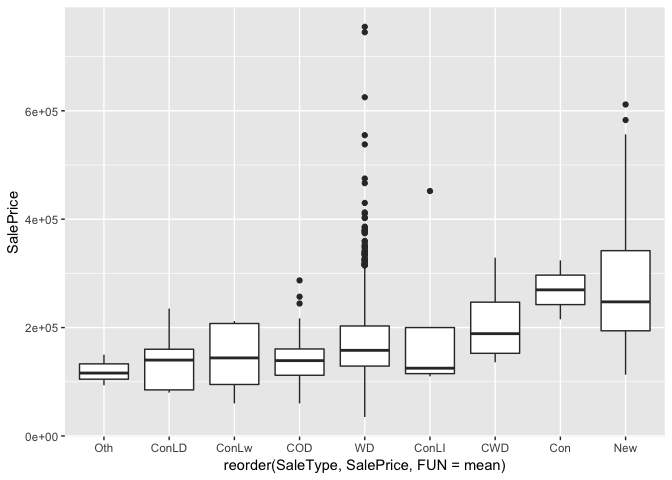 6e+05
4e+05
2e+05
0e+00
SalePrice
Oth ConLD ConLw COD WD ConLI CWD Con New
reorder(SaleType, SalePrice, FUN = mean)